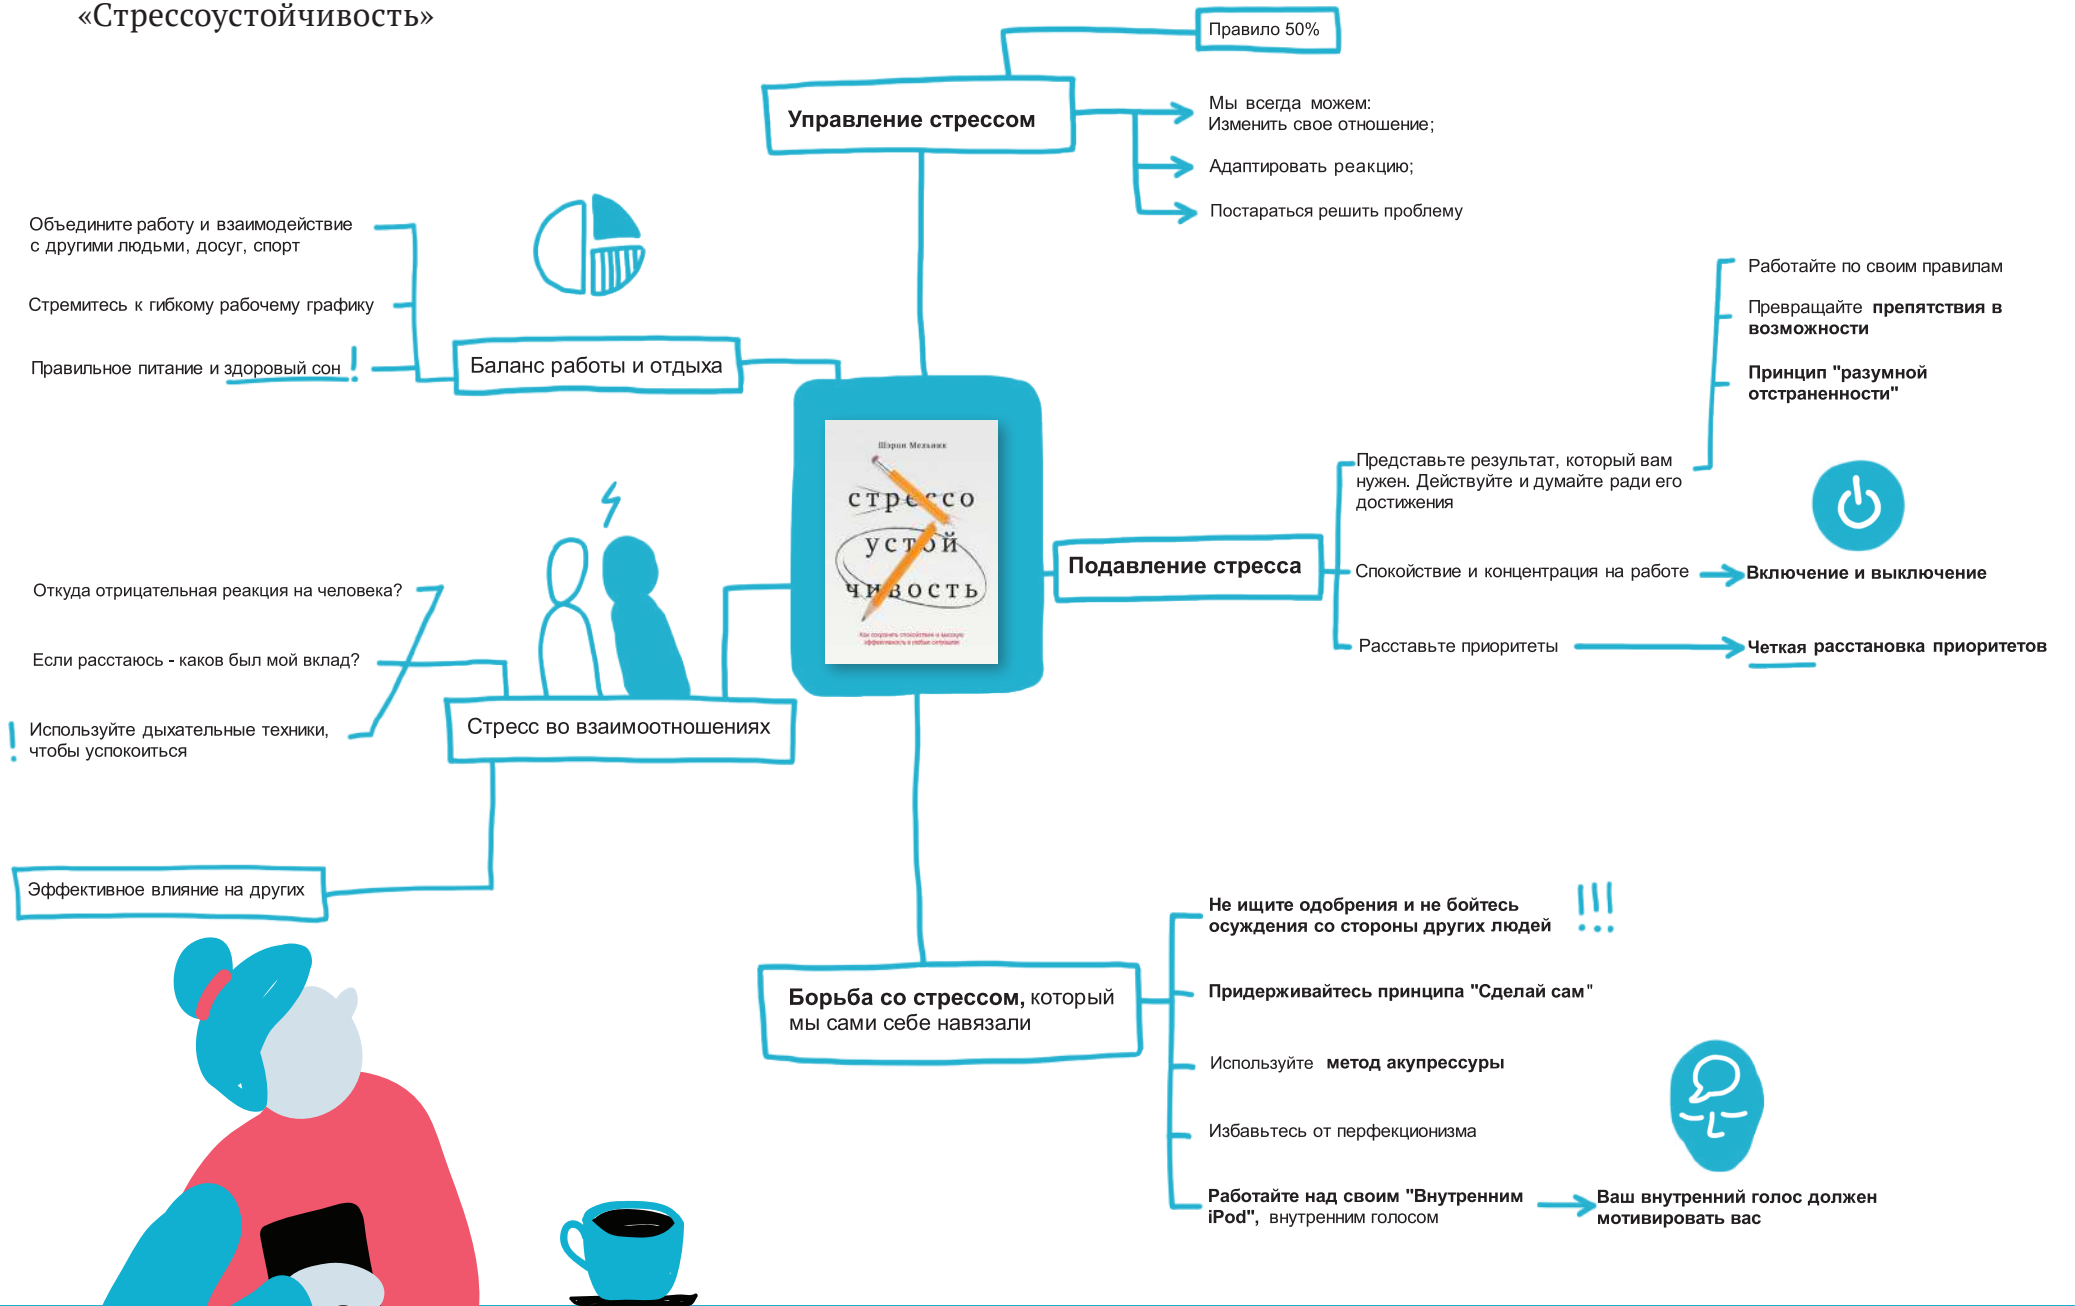 «Стрессоустойчивость»
Правило 50%
Управление стрессом
Мы всегда можем:
Изменить свое отношение;
Адаптировать реакцию;
Постараться решить проблему
Объедините работу и взаимодействие
с другими людьми, досуг, спорт
Стремитесь к гибкому рабочему графику
Правильное питание и здоровый сон !
Баланс работы и отдыха
Работайте по своим правилам
Превращайте препятствия в
возможности
Принцип "разумной
отстраненности"
Шэрон Мельник
стрессо
устой
чивость
Как сохранять спокойствие и высокую
эффективность в любых ситуациях
Представьте результат, который вам
нужен. Действуйте и думайте ради его
достижения
Подавление стресса
Спокойствие и концентрация на работе
Включение и выключение
Расставьте приоритеты
Четкая расстановка приоритетов
Откуда отрицательная реакция на человека?
Если расстаюсь - каков был мой вклад?
! Используйте дыхательные техники,
чтобы успокоиться
Стресс во взаимоотношениях
Эффективное влияние на других
Не ищите одобрения и не бойтесь
осуждения со стороны других людей !!!
Борьба со стрессом, который
мы сами себе навязали
Придерживайтесь принципа "Сделай сам"
Используйте метод акупрессуры
Избавьтесь от перфекционизма
Работайте над своим "Внутренним
iPod", внутренним голосом
Ваш внутренний голос должен
мотивировать вас